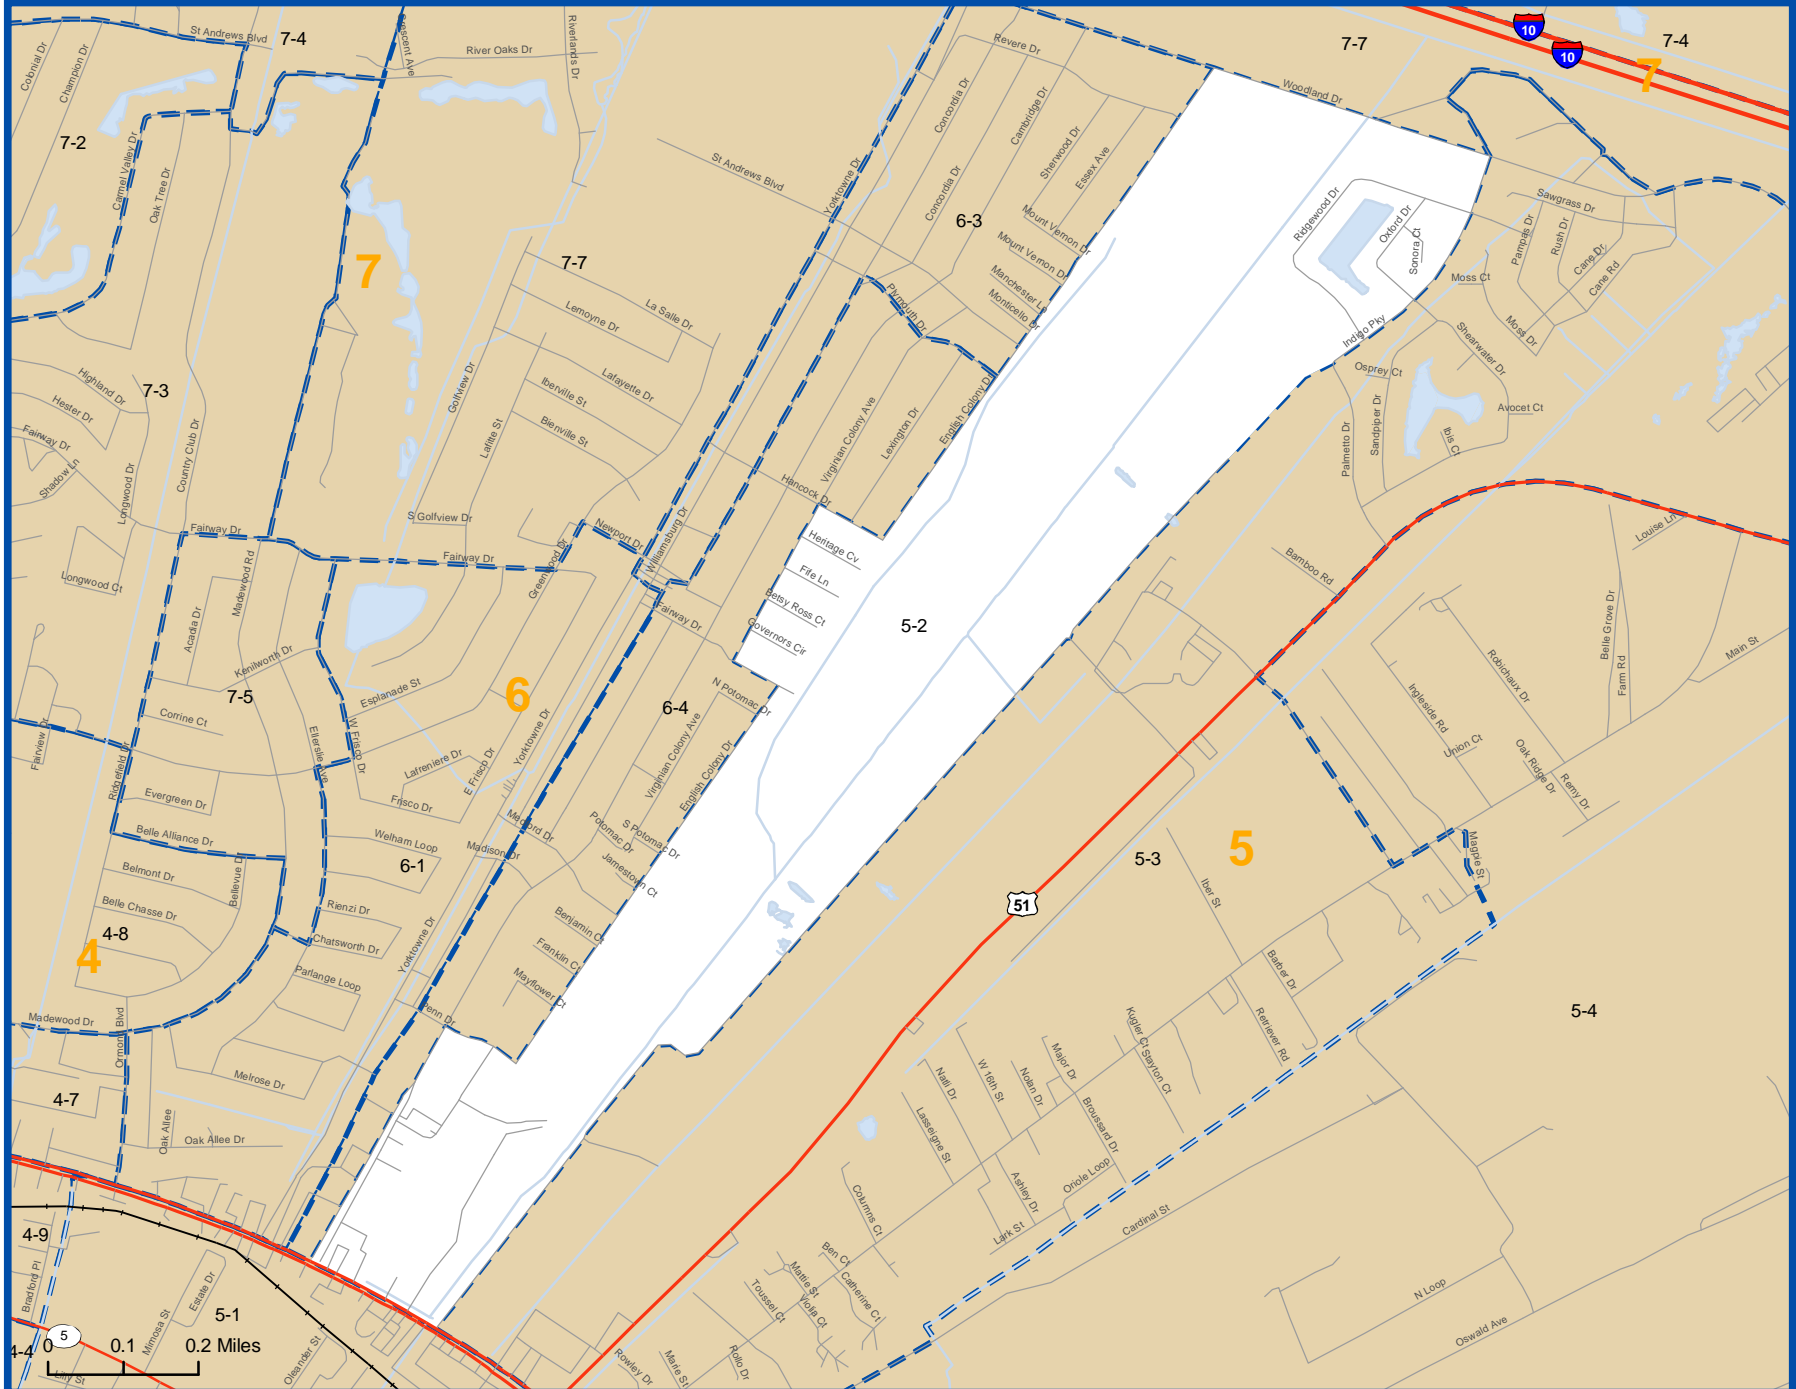 St Andrews Blvd
7-4
Crescent Ave
River Oaks Dr
Riverlands Dr
Revere Dr
7-7
10
10
7-4
7
Colonial Dr
Champion Dr
7-2
Carmel Valley Dr
Oak Tree Dr
St Andrews Blvd
Yorktowne Dr
Concordia Dr
Cambridge Dr
Sherwood Dr
Essex Ave
Concordia Dr
6-3
Mount Vernon Dr
Mount Vernon Dr
Manchester Ln
Monticello Dr
Woodland Dr
Ridgewood Dr
Oxford Dr
Sonora Ct
Sawgrass Dr
Pampas Dr
Rush Dr
Cane Dr
Cane Rd
Moss Ct
Moss Dr
Indigo Pky
Shearwater Dr
Osprey Ct
Avocet Ct
Ibis Ct
Sandpiper Dr
Palmetto Dr
7
7-7
La Salle Dr
Lemoyne Dr
Plymouth Dr
7-3
Highland Dr
Hester Dr
Fairway Dr
Shadow Ln
Longwood Dr
Country Club Dr
Golfview Dr
Iberville St
Lafayette Dr
Bienville St
Lafitte St
S Golfview Dr
Virginian Colony Ave
Lexington Dr
English Colony Dr
Hancock Dr
Fairway Dr
Fairway Dr
Newport Dr
Greenwood Dr
Williamsburg Dr
Fairway Dr
Longwood Ct
Madewood Rd
Acadia Dr
Kenilworth Dr
7-5
Corrine Ct
Esplanade St
6
Ellerslie Ave
W Frisco Dr
Lafreniere Dr
E Frisco Dr
Frisco Dr
Yorktowne Dr
Heritage Cv
Fife Ln
Betsy Ross Ct
Governors Cir
5-2
6-4
N Potomac Dr
Virginian Colony Ave
English Colony Dr
Bamboo Rd
Louise Ln
Belle Grove Dr
Farm Rd
Main St
Robichaux Dr
Ingleside Rd
Union Ct
Oak Ridge Dr
Remy Dr
Magpie St
Fairview Dr
Ridgefield Dr
Evergreen Dr
Belle Alliance Dr
Belmont Dr
Bellevue Dr
Belle Chasse Dr
4-8
4
Welham Loop
6-1
Madison Dr
Medford Dr
Potomac Dr
S Potomac Dr
Jamestown Ct
Benjamin Ct
Franklin Ct
Mayflower Ct
Rienzi Dr
Chatsworth Dr
Parlange Loop
Yorktowne Dr
Penn Dr
Madewood Dr
Ormond Blvd
Melrose Dr
4-7
Oak Allee
Oak Allee Dr
51
5-3
5
Iber St
Barber Dr
Retriever Rd
5-4
Kugler Ct
Stayton Ct
Major Dr
Nolan Dr
W 16th St
Natli Dr
Lasseigne St
Broussard Dr
Ashley Dr
Oriole Loop
Lark St
Cardinal St
Columns Ct
Ben Ct
Mattie St
Catherine Ct
Viola Ct
Toussel Ct
N Loop
Oswald Ave
4-9
Bradford Pl
5-1
Estate Dr
Mimosa St
Oleander St
Lilly St
4-4
5
0 0.1 0.2 Miles
Rowley Dr
Marie St
Rollo Dr